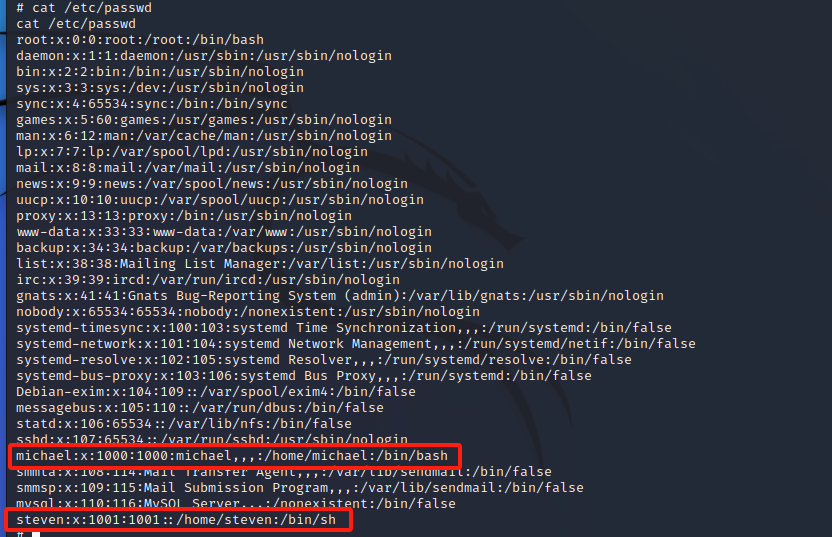 # cat /etc/passwd
cat /etc/passwd
root:x:0:0:root:/root:/bin/bash
daemon:x:1:1:daemon:/usr/sbin:/usr/sbin/nologin
bin:x:2:2:bin:/bin:/usr/sbin/nologin
sys:x:3:3:sys:/dev:/usr/sbin/nologin
sync:x:4:65534:sync:/bin:/bin/sync
games:x:5:60:games:/usr/games:/usr/sbin/nologin
man:x:6:12:man:/var/cache/man:/usr/sbin/nologin
lp:x:7:7:lp:/var/spool/lpd:/usr/sbin/nologin
mail:x:8:8:mail:/var/mail:/usr/sbin/nologin
news:x:9:9:news:/var/spool/news:/usr/sbin/nologin
uucp:x:10:10:uucp:/var/spool/uucp:/usr/sbin/nologin
proxy:x:13:13:proxy:/bin:/usr/sbin/nologin
www-data:x:33:33:www-data:/var/www:/usr/sbin/nologin
backup:x:34:34:backup:/var/backups:/usr/sbin/nologin
list:x:38:38:Mailing List Manager:/var/list:/usr/sbin/nologin
irc:x:39:39:ircd:/var/run/ircd:/usr/sbin/nologin
gnats:x:41:41:Gnats Bug-Reporting System (admin):/var/lib/gnats:/usr/sbin/nologin
nobody:x:65534:65534:nobody:/nonexistent:/usr/sbin/nologin
systemd-timesync:x:100:103:systemd Time Synchronization,,,:/run/systemd:/bin/false
systemd-network:x:101:104:systemd Network Management,,,:/run/systemd/netif:/bin/false
systemd-resolve:x:102:105:systemd Resolver,,,:/run/systemd/resolve:/bin/false
systemd-bus-proxy:x:103:106:systemd Bus Proxy,,,:/run/systemd:/bin/false
Debian-exim:x:104:109::/var/spool/exim4:/bin/false
messagebus:x:105:110::/var/run/dbus:/bin/false
statd:x:106:65534::/var/lib/nfs:/bin/false
sshd:x:107:65534::/var/run/sshd:/usr/sbin/nologin
michael:x:1000:1000:michael,,,:/home/michael:/bin/bash
smmta:x:108:114:Mail Transfer Agent,,,:/var/lib/sendmail:/bin/false
smmsp:x:109:115:Mail Submission Program,,,:/var/lib/sendmail:/bin/false
mysql:x:110:116:MySQL Server,,,:/nonexistent:/bin/false
steven:x:1001:1001::/home/steven:/bin/sh
#